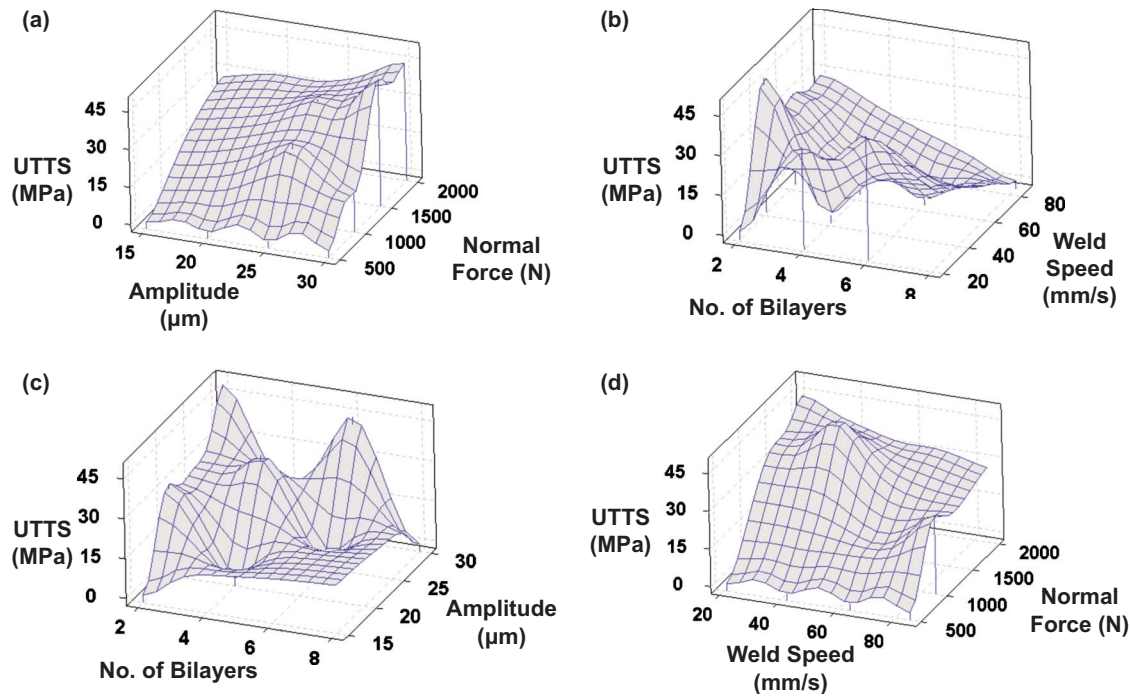 (a)
45
30
15
0
UTTS
(MPa)
15
20
25
30
Amplitude
(µm)
500
1000
1500
2000
Normal
Force (N)
(b)
45
30
15
0
UTTS
(MPa)
2
4
6
8
No. of Bilayers
20
40
60
80
Weld
Speed
(mm/s)
(c)
45
30
15
0
UTTS
(MPa)
2
4
6
8
No. of Bilayers
15
20
25
30
Amplitude
(µm)
(d)
45
30
15
0
UTTS
(MPa)
20
40
60
80
Weld Speed
(mm/s)
500
1000
1500
2000
Normal
Force (N)